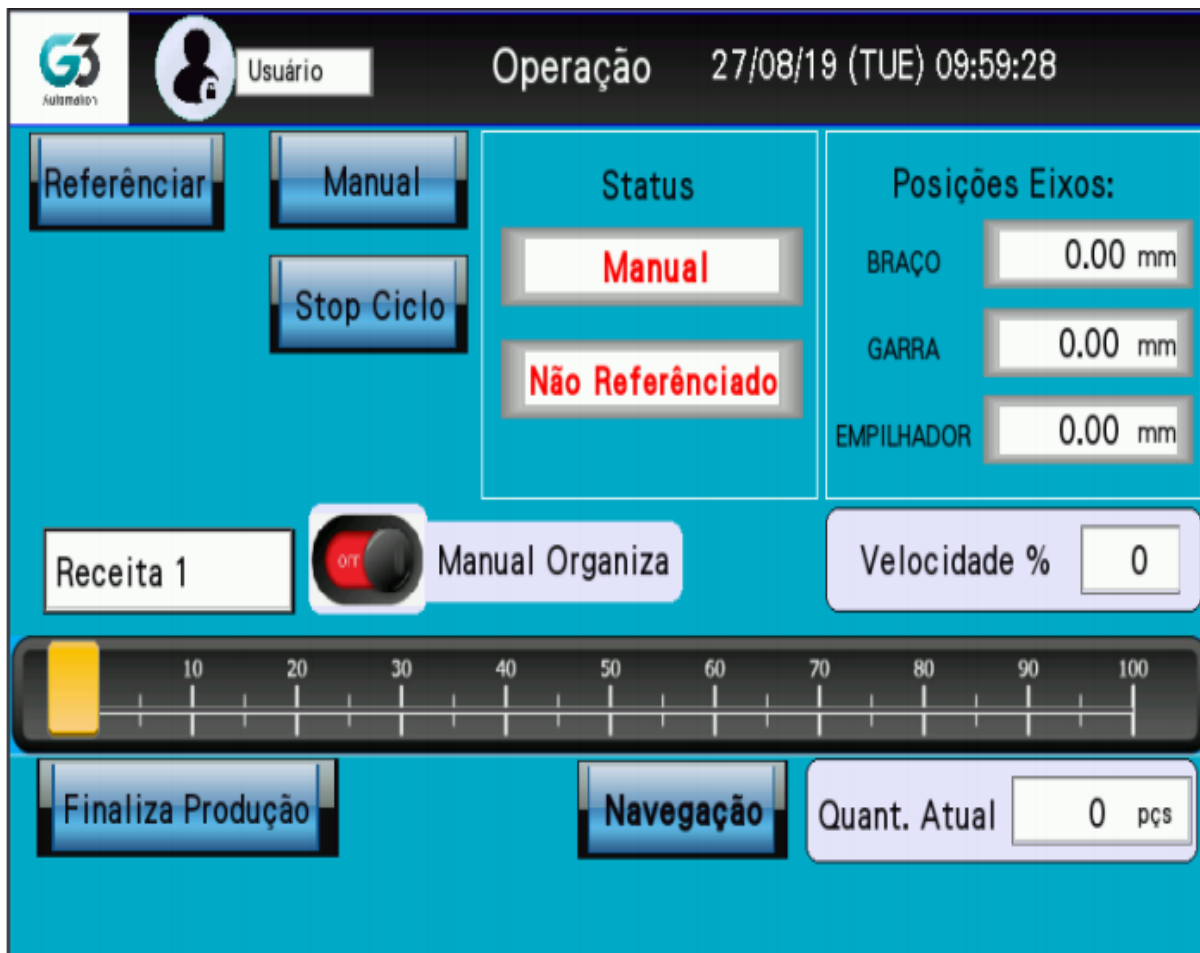 G3
Automation
Usuário
Operação
27/08/19 (TUE) 09:59:28
Referênciar
Manual
Stop Ciclo
Status
Manual
Não Referênciado
Posições Eixos:
BRAÇO 0.00 mm
GARRA 0.00 mm
EMPILHADOR 0.00 mm
Receita 1
OFF
Manual Organiza
Velocidade % 0
10 20 30 40 50 60 70 80 90 100
Finaliza Produção
Navegação
Quant. Atual 0 pçs